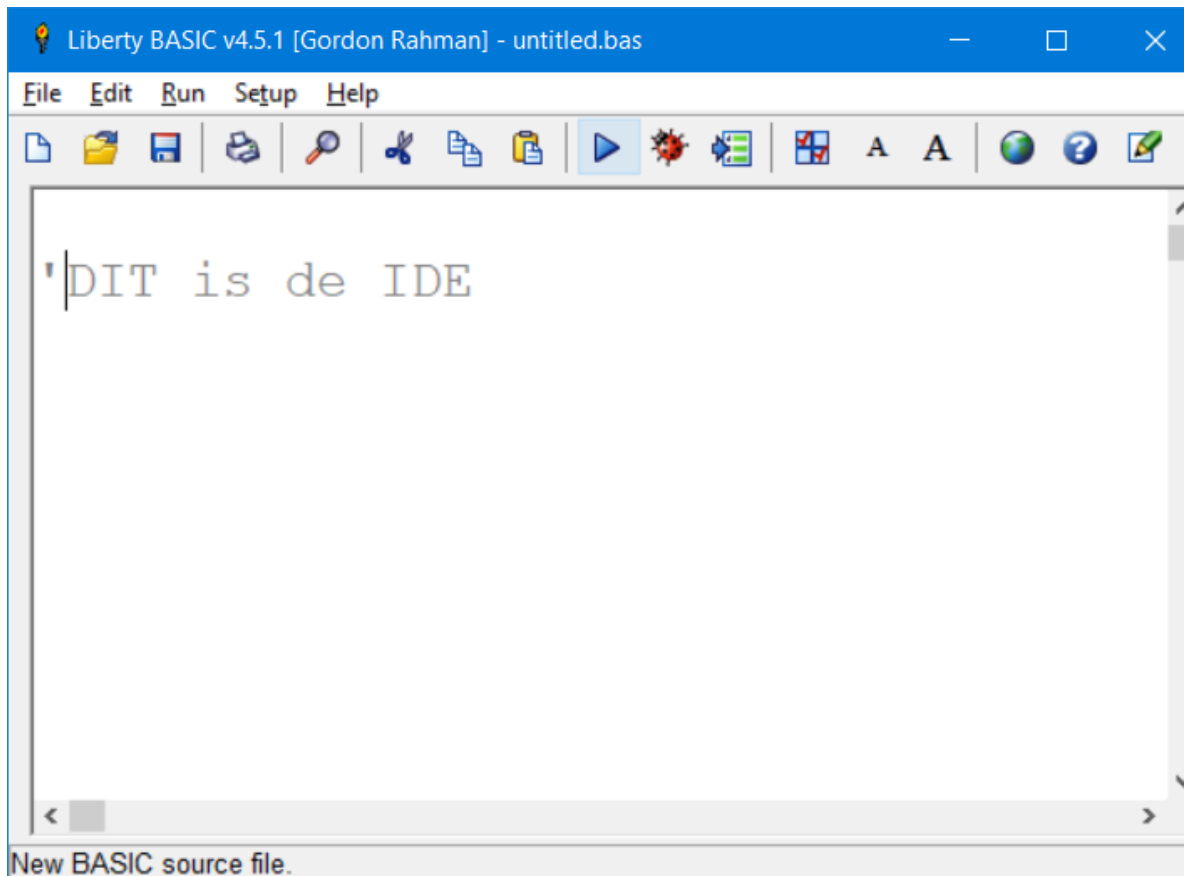 Liberty BASIC v4.5.1 [Gordon Rahman] - untitled.bas
File Edit Run Setup Help
A A
'DIT is de IDE
New BASIC source file.